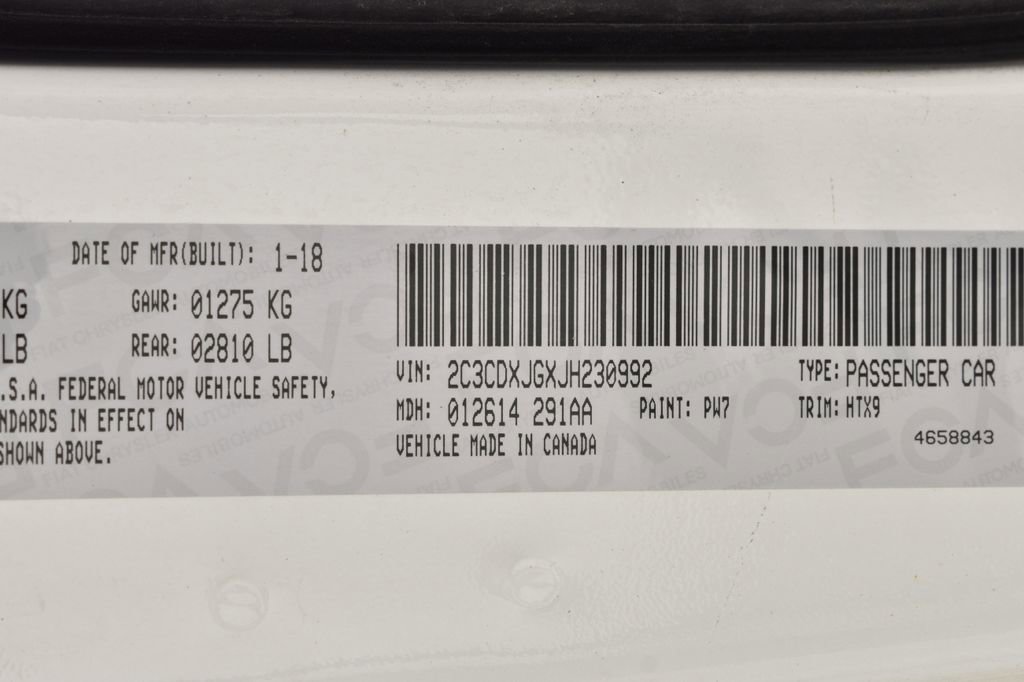 DATE OF MFR(BUILT): 1-18
KG GAWR: 01275 KG
LB REAR: 02810 LB
.S.A. FEDERAL MOTOR VEHICLE SAFETY,
NDARDS IN EFFECT ON
SHOWN ABOVE.
VIN: 2C3CDXJGXJH230992 TYPE: PASSENGER CAR
MDH: 012614 291AA PAINT: PW7 TRIM: HTX9
VEHICLE MADE IN CANADA
4658843